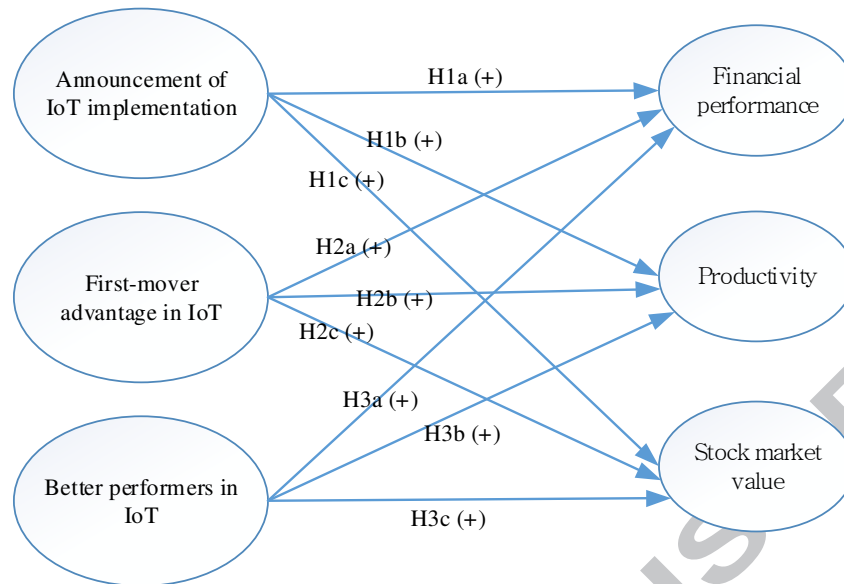 Announcement of
IoT implementation
H1a (+)
Financial
performance
H1b (+)
H1c (+)
First-mover
advantage in IoT
H2a (+)
H2b (+)
H2c (+)
Productivity
Better performers in
IoT
H3a (+)
H3b (+)
H3c (+)
Stock market
value